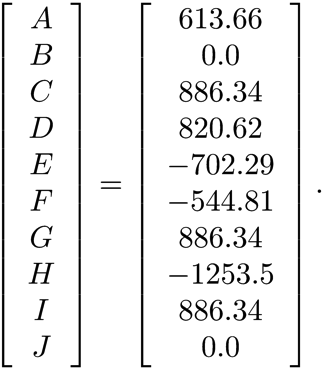 A 613.66
B 0.0
C 886.34
D 820.62
E −702.29
F = −544.81 .
G 886.34
H −1253.5
I 886.34
J 0.0